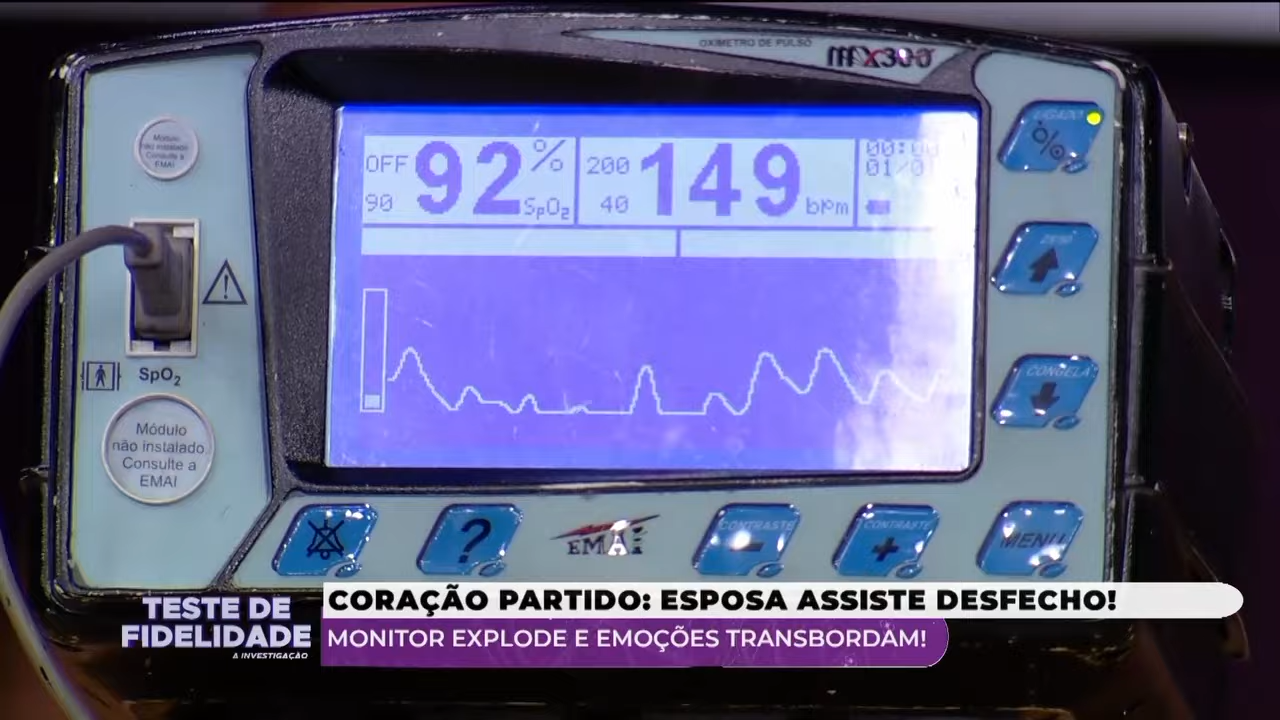 OXIMETRO DE PULSO
mx300
Módulo
não instalado
Consulte a
EMAI
LIGADO
OFF 92 % 200 149
90 SpO₂ 40 bpm
SpO₂
CONGELA
Módulo
não instalado.
Consulte a
EMAI
?
EMAI
CONTRASTE
-
CONTRASTE
+
MENU
TESTE DE
FIDELIDADE
A INVESTIGAÇÃO
CORAÇÃO PARTIDO: ESPOSA ASSISTE DESFECHO!
MONITOR EXPLODE E EMOÇÕES TRANSBORDAM!